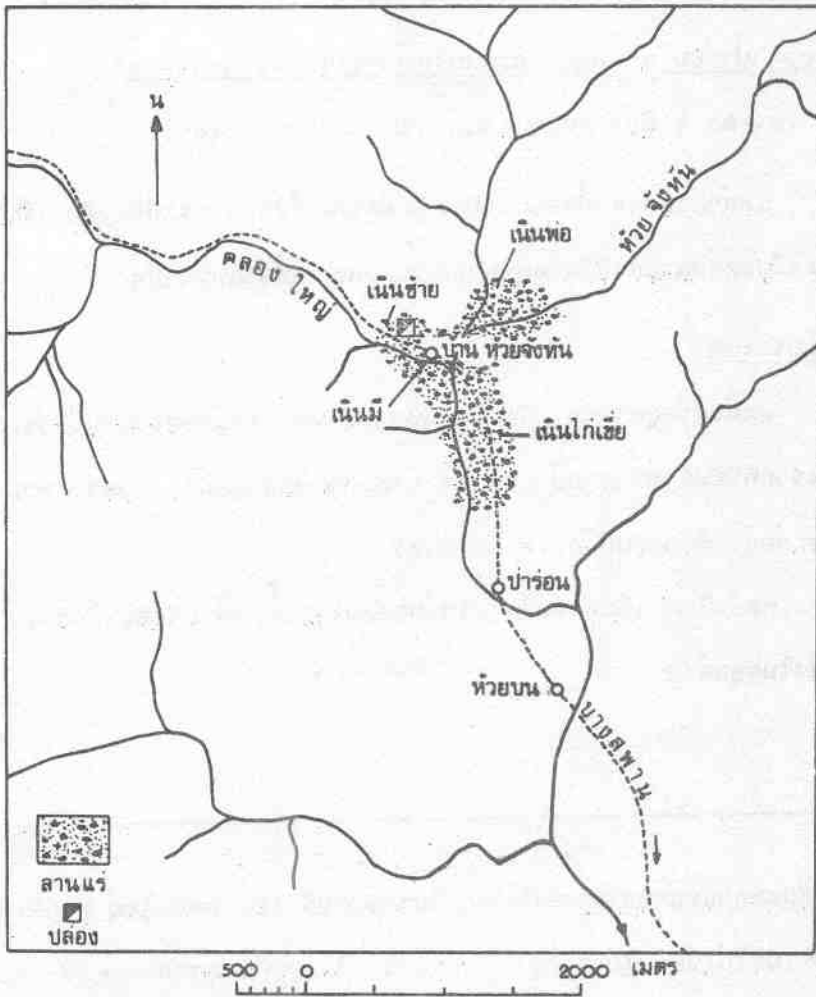 น
ห้วย จังหัน
เนินพอ
คลอง ใหญ่
เนินซ่าย
บ้าน ห้วยจังหัน
เนินมี
เนินไก่เขี่ย
ป่าร่อน
ห้วยบน
บางสพาน
ลานแร่
ปล่อง
500 0 2000 เมตร